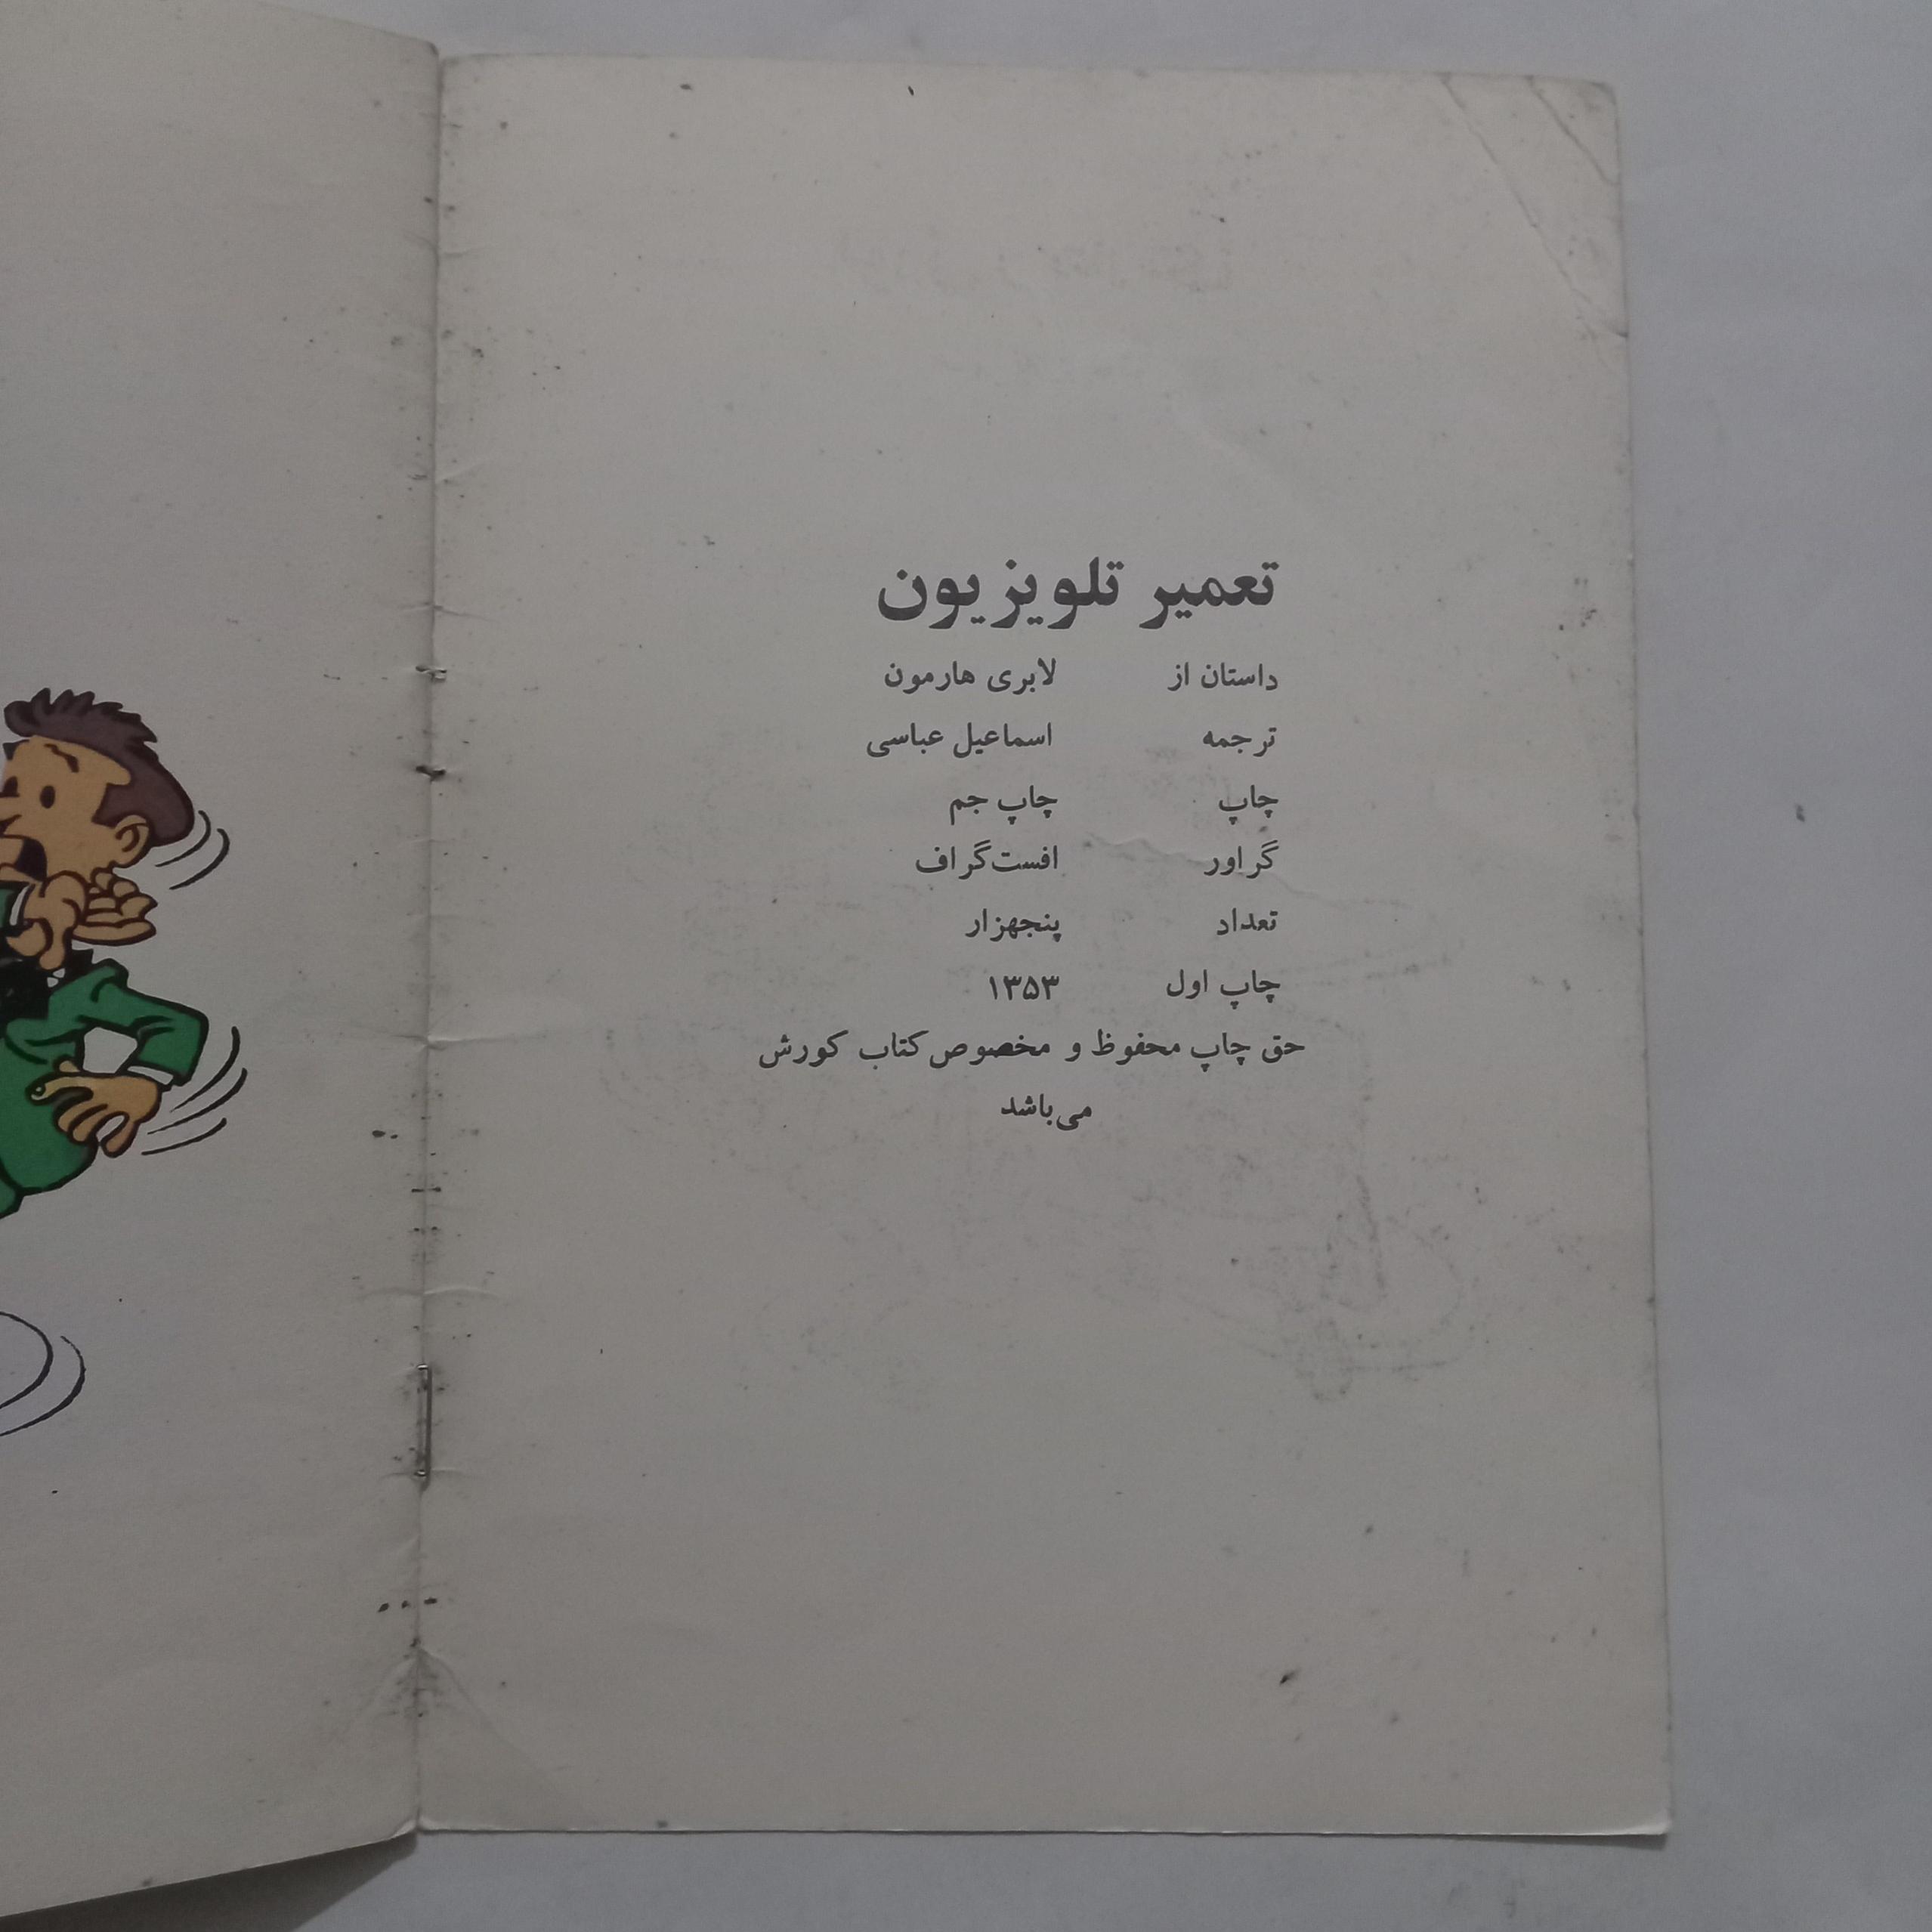 تعمیر تلویزیون
داستان از لابری هارمون
ترجمه اسماعیل عباسی
چاپ چاپ جم
گراور افست‌گراف
تعداد پنجهزار
چاپ اول ۱۳۵۳
حق چاپ محفوظ و مخصوص کتاب کورش
می‌باشد